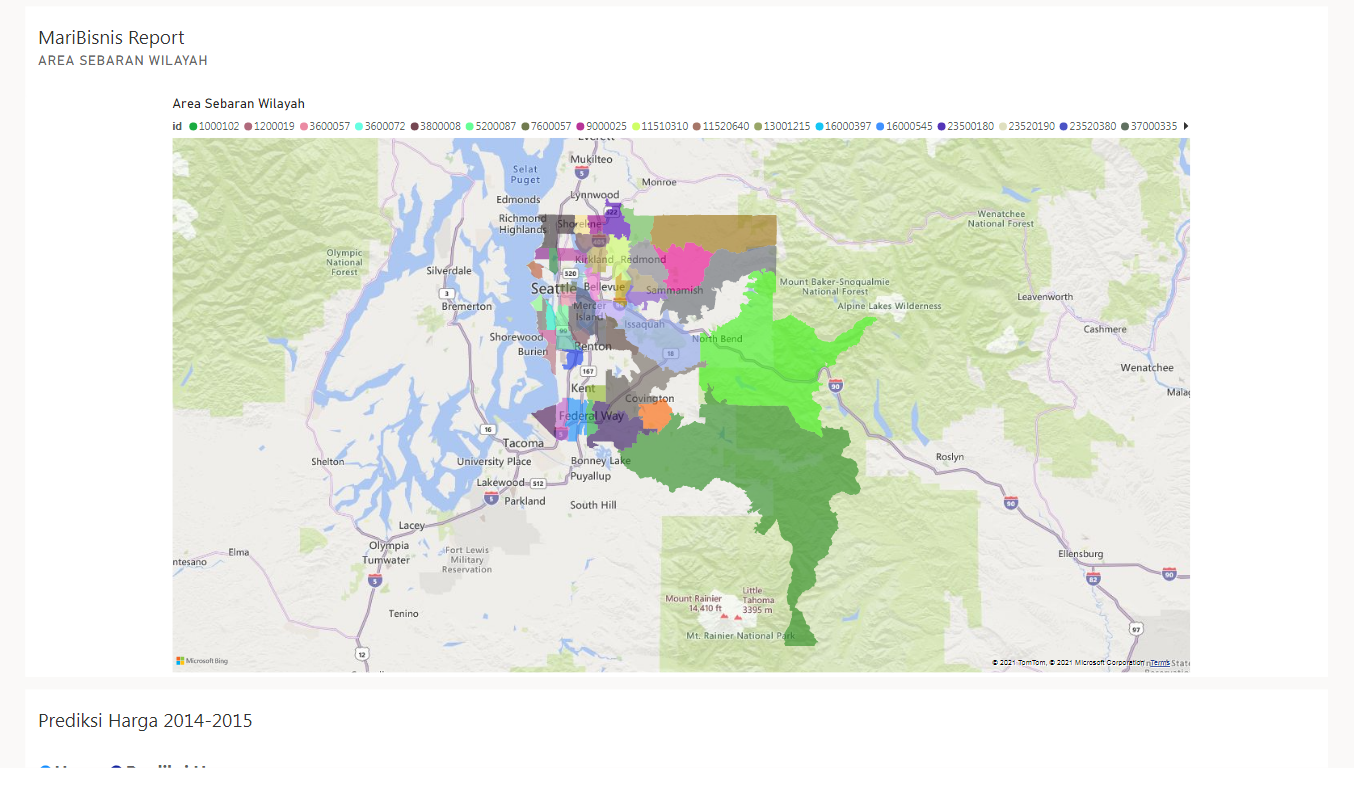 MariBisnis Report
AREA SEBARAN WILAYAH
Area Sebaran Wilayah
id 1000102 1200019 3600057 3600072 3800008 5200087 7600057 9000025 11510310 11520640 13001215 16000397 16000545 23500180 23520190 23520380 37000335
Everett
Mukilteo
5
Selat
Puget
Monroe
Lynnwood
Edmonds
522
Richmond
Highlands
Shoreline
Wenatchee
National Forest
405
Olympic
National
Forest
Kirkland Redmond
Silverdale
520
Mount Baker-Snoqualmie
National Forest
Seattle Bellevue
Sammamish
3
Leavenworth
Bremerton
Mercer
Island
Alpine Lakes Wilderness
90
Issaquah
Cashmere
99
Shorewood
North Bend
Burien
Renton
18
Wenatchee
167
90
Kent
Malag
Covington
Federal Way
16
Tacoma
Roslyn
Shelton
University Place
Bonney Lake
Puyallup
Lakewood
512
5
Parkland
South Hill
90
Lacey
Olympia
Tumwater
Elma
Fort Lewis
Military
Reservation
Ellensburg
ntesano
5
82
90
Mount Rainier
14,410 ft
Little
Tahoma
3395 m
Tenino
97
Mt. Rainier National Park
12
Microsoft Bing
© 2021 TomTom, © 2021 Microsoft Corporation Terms
State
Prediksi Harga 2014-2015